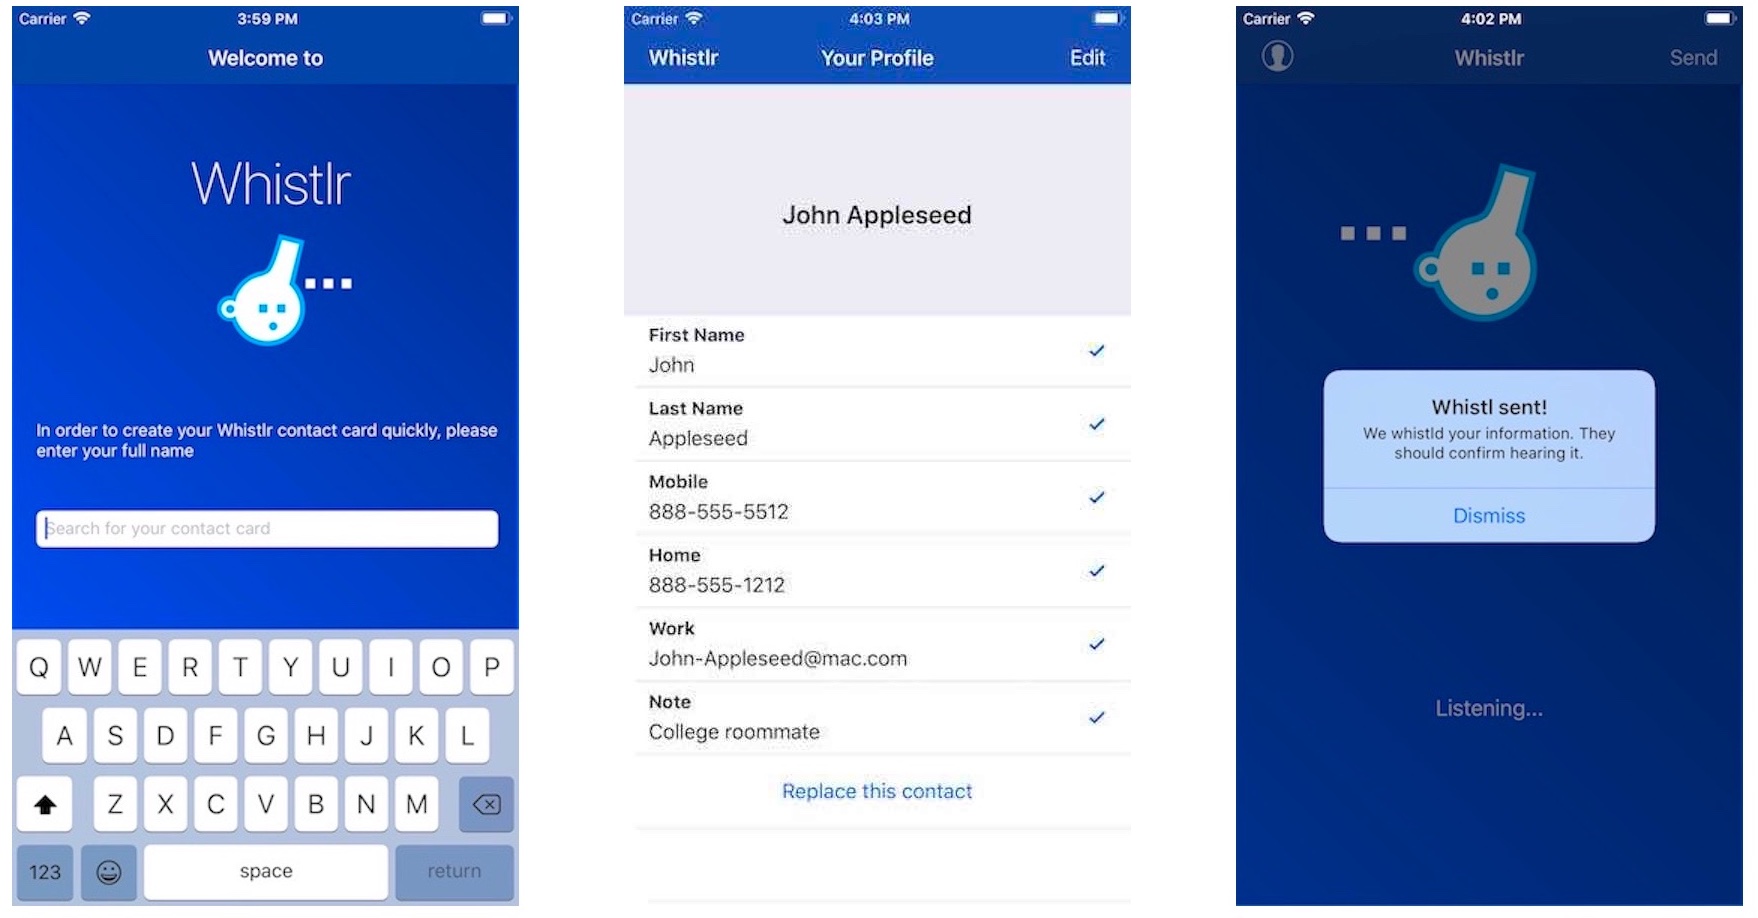 Carrier 3:59 PM
Welcome to
Whistlr
In order to create your Whistlr contact card quickly, please
enter your full name
Search for your contact card
Q W E R T Y U I O P
A S D F G H J K L
Z X C V B N M
123 space return
Carrier 4:03 PM
Whistlr Your Profile Edit
John Appleseed
First Name
John
Last Name
Appleseed
Mobile
888-555-5512
Home
888-555-1212
Work
John-Appleseed@mac.com
Note
College roommate
Replace this contact
Carrier 4:02 PM
Whistlr Send
Whistl sent!
We whistld your information. They
should confirm hearing it.
Dismiss
Listening...